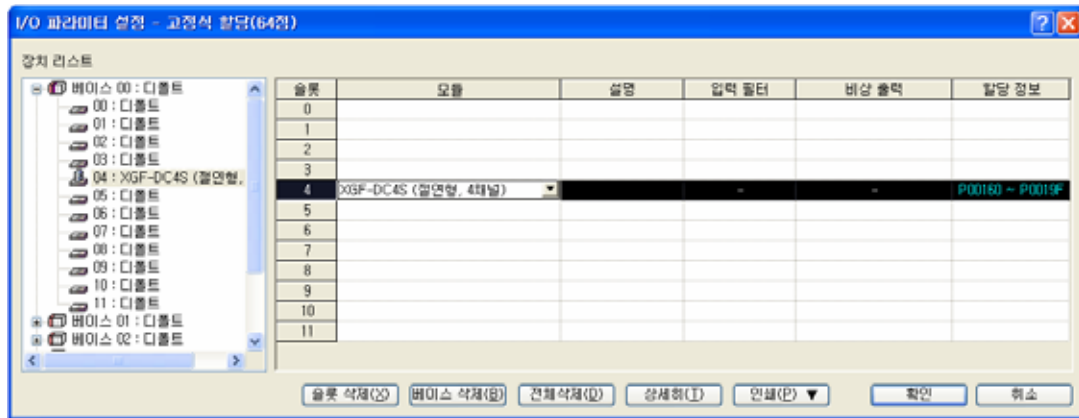 I/O 파라미터 설정 - 고정식 할당(64점)
장치 리스트
베이스 00 : 디폴트
00 : 디폴트
01 : 디폴트
02 : 디폴트
03 : 디폴트
04 : XGF-DC4S (절연형,
05 : 디폴트
06 : 디폴트
07 : 디폴트
08 : 디폴트
09 : 디폴트
10 : 디폴트
11 : 디폴트
베이스 01 : 디폴트
베이스 02 : 디폴트
슬롯 모듈 설명 입력 필터 비상 출력 할당 정보
0
1
2
3
4 XGF-DC4S (절연형, 4채널) - - P00160 ~ P0019F
5
6
7
8
9
10
11
슬롯 삭제(X) 베이스 삭제(B) 전체삭제(D) 상세히(I) 인쇄(P) ▼ 확인 취소